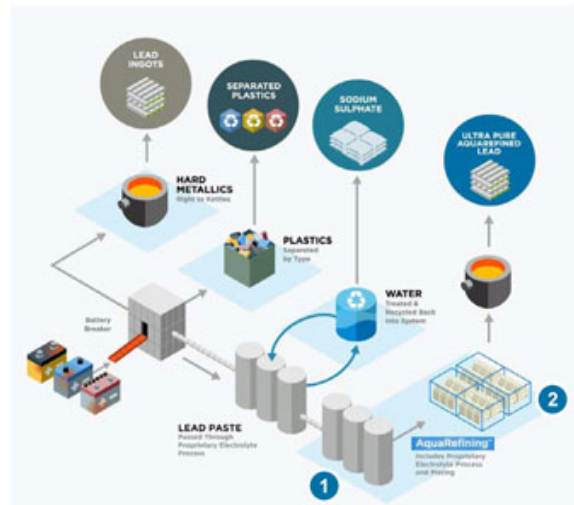 LEAD
INGOTS
SEPARATED
PLASTICS
SODIUM
SULPHATE
ULTRA PURE
AQUAREFINED
LEAD
HARD
METALLICS
Right to Kettles
PLASTICS
Separated
by Type
WATER
Treated &
Recycled Back
Into System
Battery
Breaker
LEAD PASTE
Passed Through
Proprietary Electrolyte
Process
2
AquaRefining™
Includes Proprietary
Electrolyte Process
and Plating
1